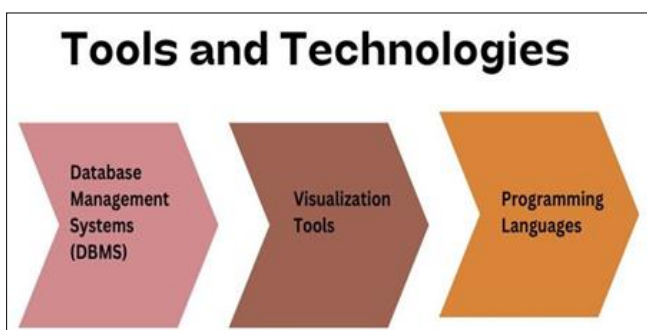 Tools and Technologies
Database
Management
Systems
(DBMS)
Visualization
Tools
Programming
Languages